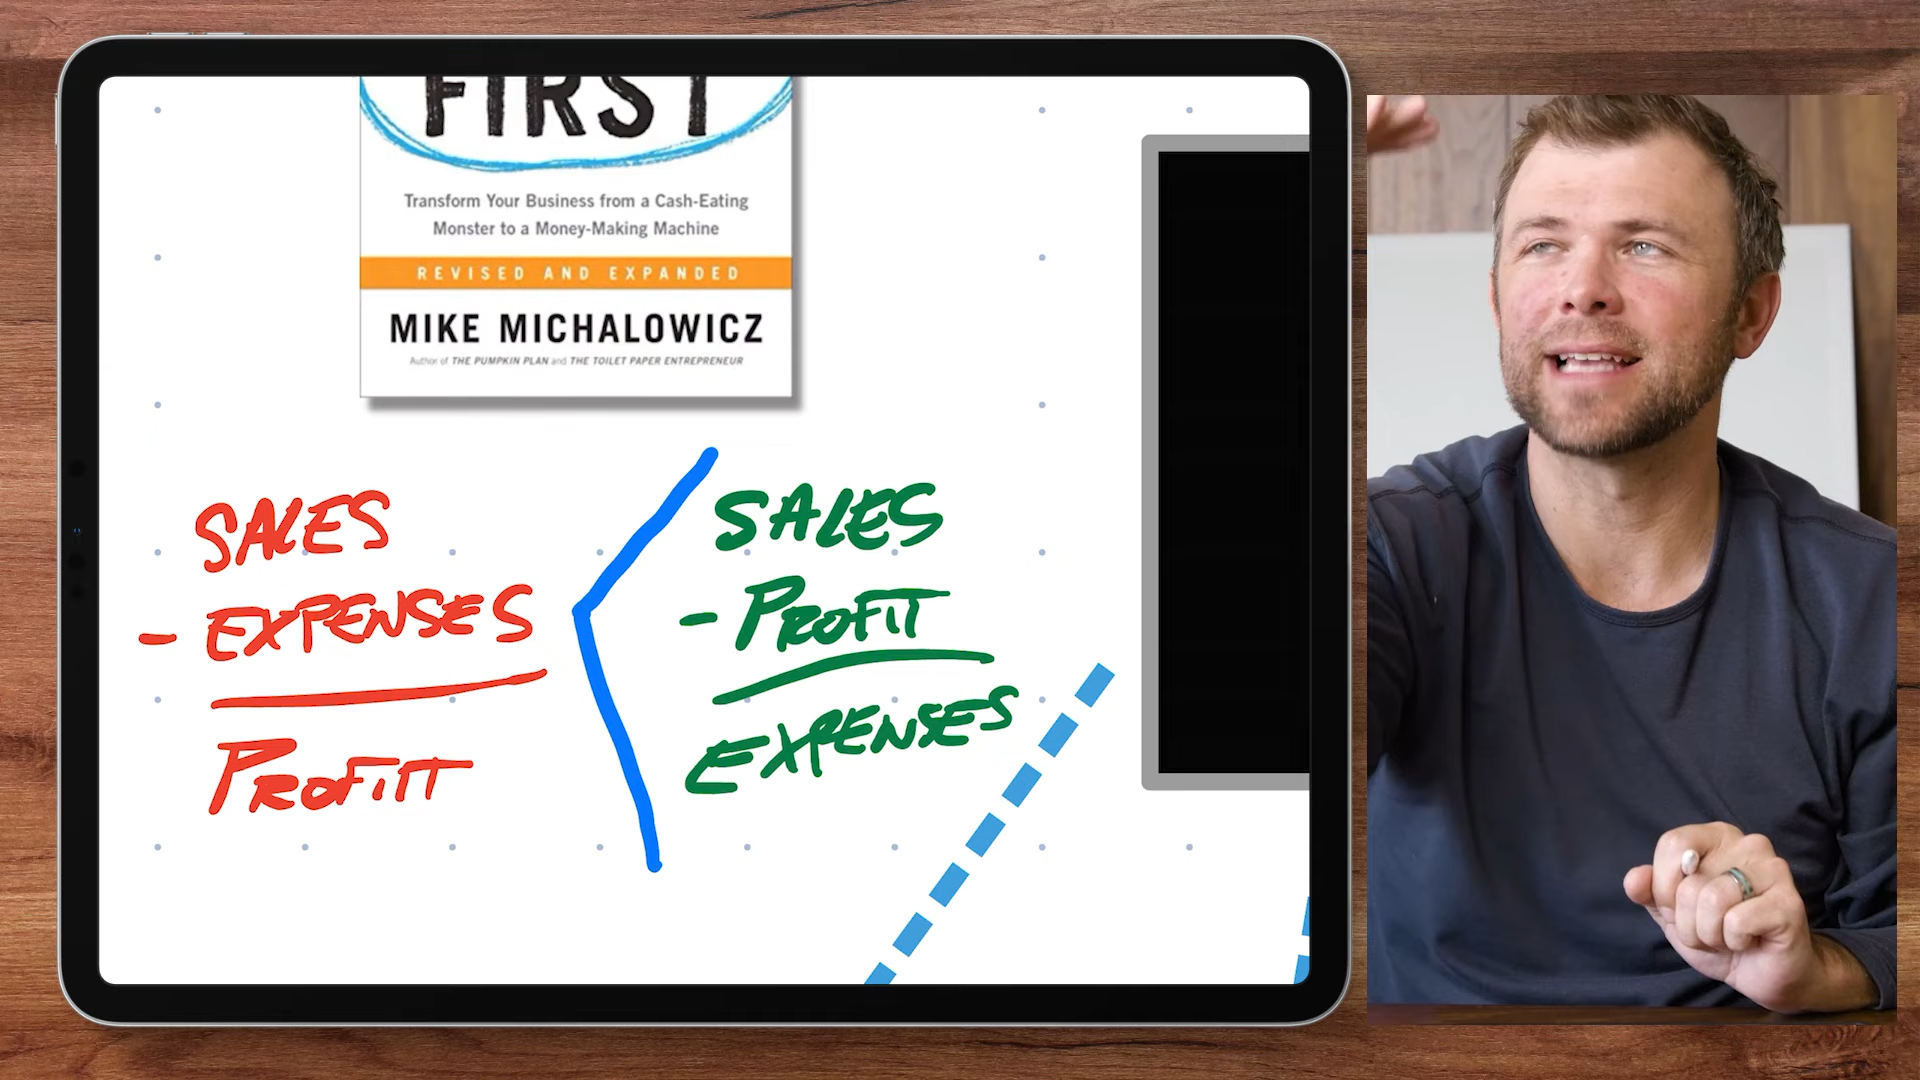 FIRST
Transform Your Business from a Cash-Eating
Monster to a Money-Making Machine
REVISED AND EXPANDED
MIKE MICHALOWICZ
Author of THE PUMPKIN PLAN and THE TOILET PAPER ENTREPRENEUR
SALES
- EXPENSES
PROFIT
SALES
- PROFIT
EXPENSES